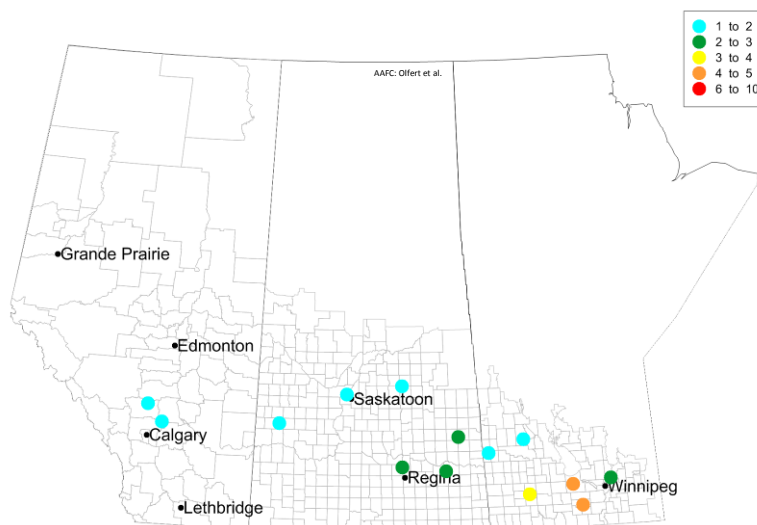 1 to 2
2 to 3
3 to 4
4 to 5
6 to 10
AAFC: Olfert et al.
Grande Prairie
Edmonton
Saskatoon
Calgary
Regina
Winnipeg
Lethbridge